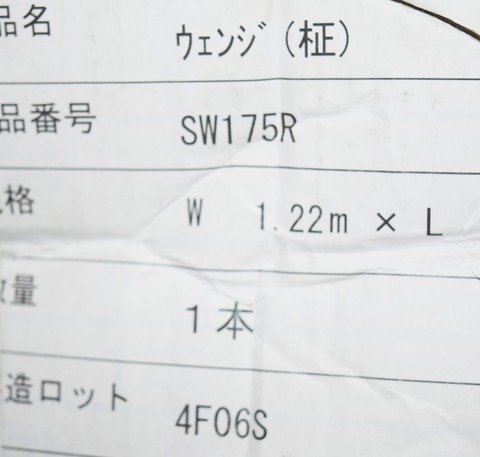 品名 ｳｪﾝｼﾞ(柾)
品番号 SW175R
格 W 1.22m × L
数量 1本
造ロット 4F06S